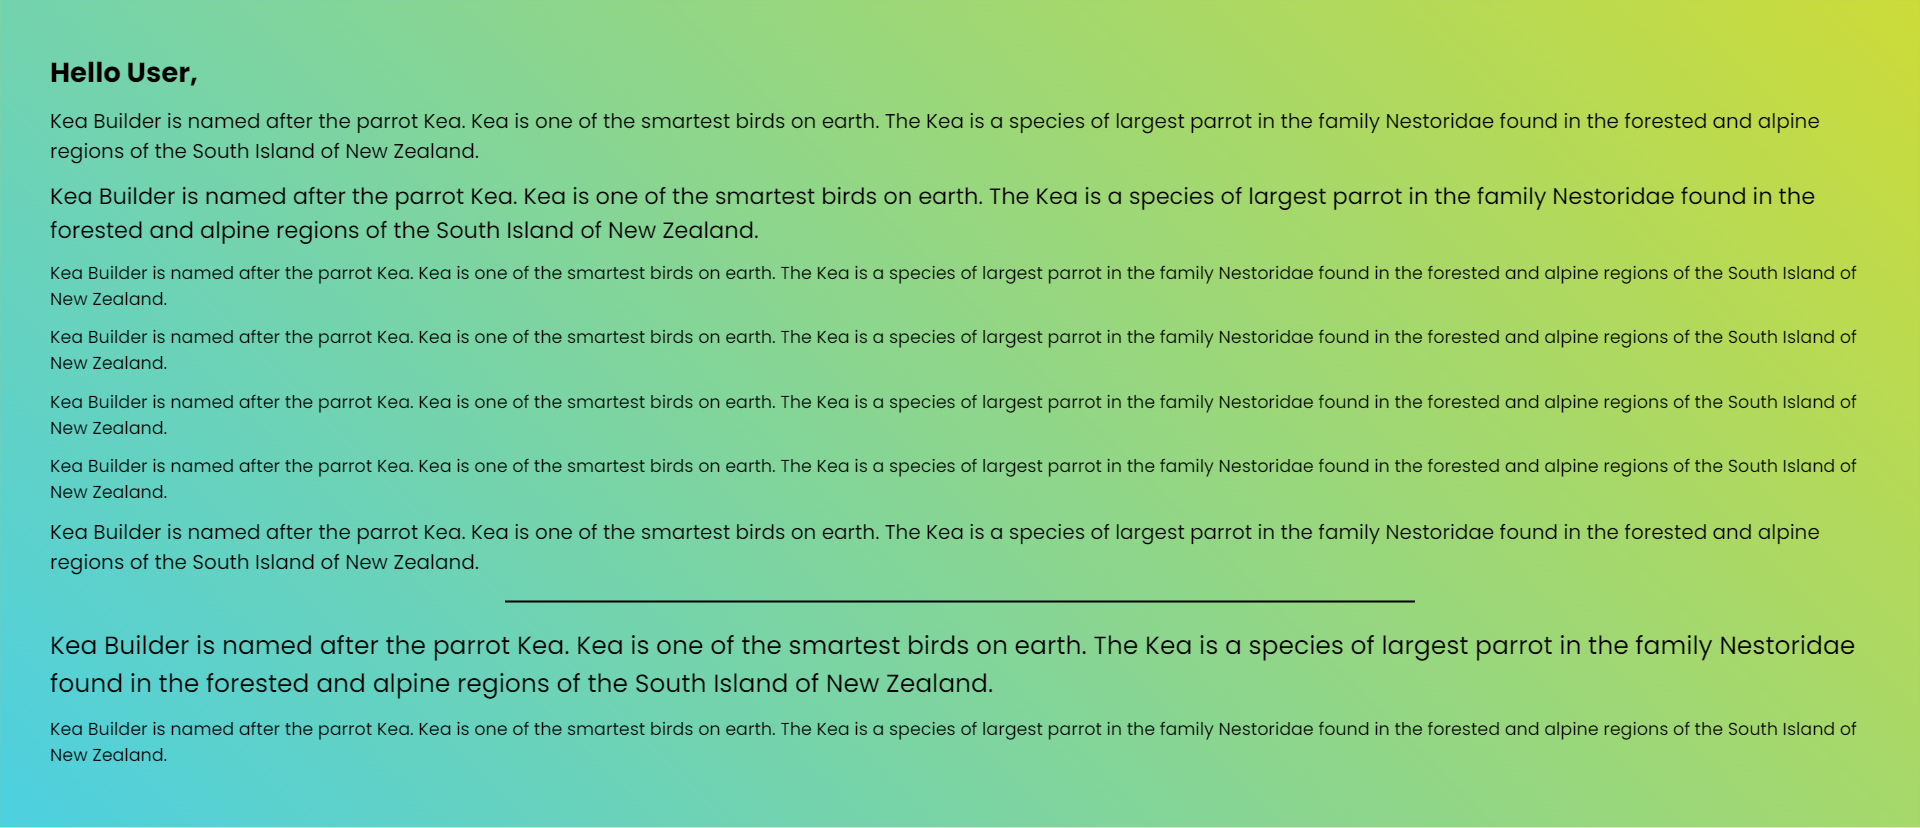 Hello User,
Kea Builder is named after the parrot Kea. Kea is one of the smartest birds on earth. The Kea is a species of largest parrot in the family Nestoridae found in the forested and alpine
regions of the South Island of New Zealand.
Kea Builder is named after the parrot Kea. Kea is one of the smartest birds on earth. The Kea is a species of largest parrot in the family Nestoridae found in the
forested and alpine regions of the South Island of New Zealand.
Kea Builder is named after the parrot Kea. Kea is one of the smartest birds on earth. The Kea is a species of largest parrot in the family Nestoridae found in the forested and alpine regions of the South Island of
New Zealand.
Kea Builder is named after the parrot Kea. Kea is one of the smartest birds on earth. The Kea is a species of largest parrot in the family Nestoridae found in the forested and alpine regions of the South Island of
New Zealand.
Kea Builder is named after the parrot Kea. Kea is one of the smartest birds on earth. The Kea is a species of largest parrot in the family Nestoridae found in the forested and alpine regions of the South Island of
New Zealand.
Kea Builder is named after the parrot Kea. Kea is one of the smartest birds on earth. The Kea is a species of largest parrot in the family Nestoridae found in the forested and alpine regions of the South Island of
New Zealand.
Kea Builder is named after the parrot Kea. Kea is one of the smartest birds on earth. The Kea is a species of largest parrot in the family Nestoridae found in the forested and alpine
regions of the South Island of New Zealand.
Kea Builder is named after the parrot Kea. Kea is one of the smartest birds on earth. The Kea is a species of largest parrot in the family Nestoridae
found in the forested and alpine regions of the South Island of New Zealand.
Kea Builder is named after the parrot Kea. Kea is one of the smartest birds on earth. The Kea is a species of largest parrot in the family Nestoridae found in the forested and alpine regions of the South Island of
New Zealand.